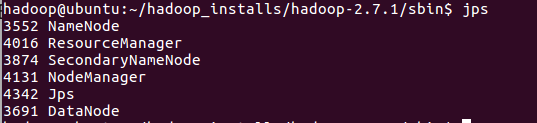 hadoop@ubuntu:~/hadoop_installs/hadoop-2.7.1/sbin$ jps
3552 NameNode
4016 ResourceManager
3874 SecondaryNameNode
4131 NodeManager
4342 Jps
3691 DataNode